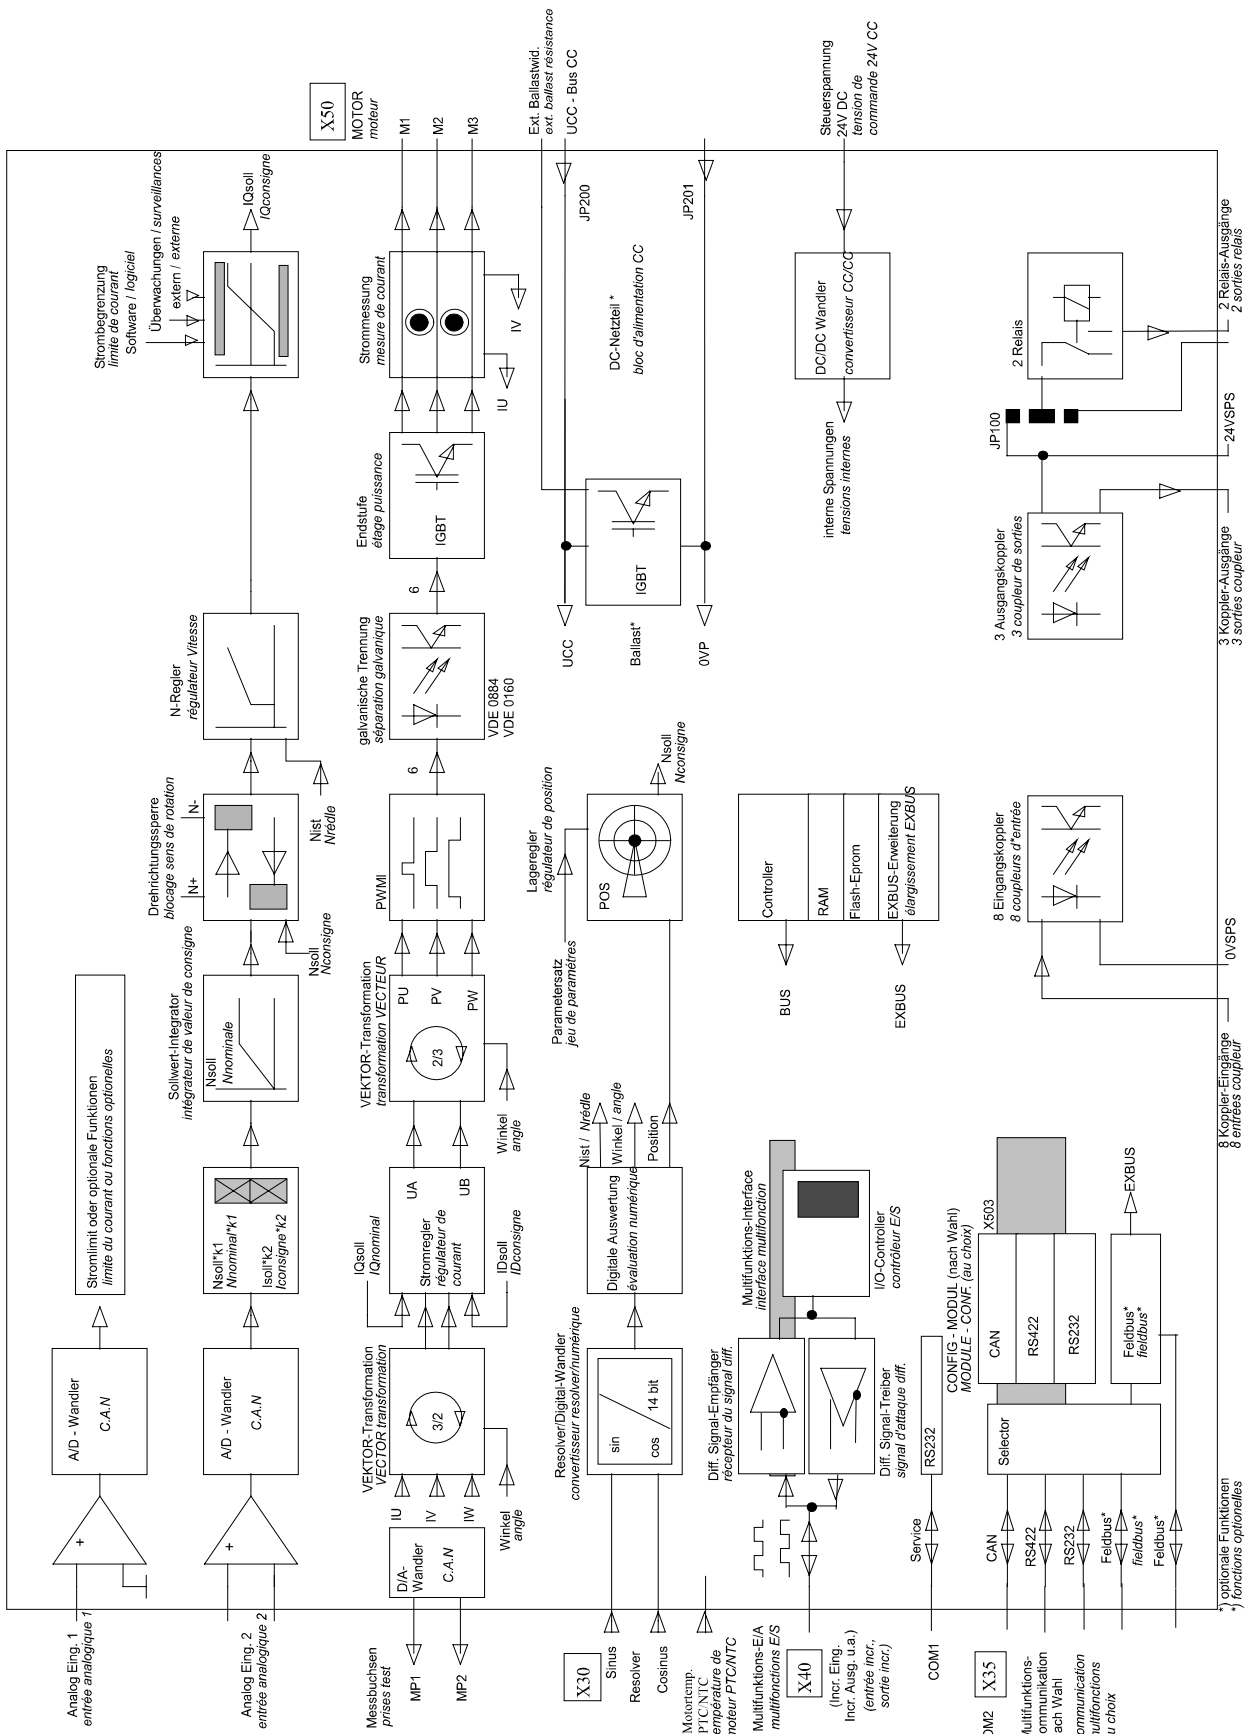 Analog Eing. 1
entrée analogique 1
+
A/D - Wandler
C.A.N
Stromlimit oder optionale Funktionen
limite du courant ou fonctions optionelles
Analog Eing. 2
entrée analogique 2
+
A/D - Wandler
C.A.N
Nsoll*k1
Nnominal*k1
Isoll*k2
Iconsigne*k2
Sollwert-Integrator
intégrateur de valeur de consigne
Nsoll
Nnominale
Nsoll
Nconsigne
Drehrichtungssperre
blocage sens de rotation
N+
N-
Nist
Nrédle
N-Regler
régulateur Vitesse
Strombegrenzung
limite de courant
Software / logiciel
Überwachungen / surveillances
extern / externe
IQsoll
IQconsigne
Messbuchsen
prises test
MP1
MP2
D/A-
Wandler
C.A.N
IU
IV
IW
VEKTOR-Transformation
VECTOR transformation
3/2
Winkel
angle
IQsoll
IQnominal
Stromregler
régulateur de
courant
UA
UB
IDsoll
IDconsigne
VEKTOR-Transformation
transformation VECTEUR
2/3
PU
PV
PW
Winkel
angle
PWMI
6
galvanische Trennung
séparation galvanique
VDE 0884
VDE 0160
6
Endstufe
étage puissance
IGBT
Strommessung
mesure de courant
IU
IV
X50
MOTOR
moteur
M1
M2
M3
X30
Sinus
Resolver
Cosinus
Resolver/Digital-Wandler
convertisseur resolver/numérique
sin
cos
14 bit
Digitale Auswertung
évaluation numérique
Nist / Nrédle
Winkel / angle
Position
Parametersatz
jeu de paramètres
Lageregler
régulateur de position
POS
Nsoll
Nconsigne
UCC
Ballast*
0VP
IGBT
DC-Netzteil *
bloc d'alimentation CC
JP200
JP201
Ext. Ballastwid.
ext. ballast résistance
UCC - Bus CC
Motortemp.
PTC/NTC
empérature de
moteur PTC/NTC
Multifunktions-E/A
multifonctions E/S
X40
(Incr. Eing.
Incr. Ausg. u.a.)
(entrée incr.,
sortie incr.)
Diff. Signal-Empfänger
récepteur du signal diff.
Diff. Signal-Treiber
signal d'attaque diff.
Multifunktions-Interface
interface multifonction
I/O-Controller
contrôleur E/S
BUS
EXBUS
Controller
RAM
Flash-Eprom
EXBUS-Erweiterung
élargissement EXBUS
interne Spannungen
tensions internes
DC/DC Wandler
convertisseur CC/CC
Steuerspannung
24V DC
tension de
commande 24V CC
COM1
Service
RS232
OM2
X35
Multifunktions-
ommunikation
ach Wahl
ommunication
multifonctions
u choix
CAN
RS422
RS232
Feldbus*
fieldbus*
Feldbus*
Selector
CONFIG - MODUL (nach Wahl)
MODULE - CONF. (au choix)
CAN
RS422
RS232
Feldbus*
fieldbus*
X503
EXBUS
8 Eingangskoppler
8 coupleurs d'entrée
8 Koppler-Eingänge
8 entrées coupleur
0VSPS
3 Ausgangskoppler
3 coupleur de sorties
3 Koppler-Ausgänge
3 sorties coupleur
JP100
24VSPS
2 Relais
2 Relais-Ausgänge
2 sorties relais
*) optionale Funktionen
*) fonctions optionelles